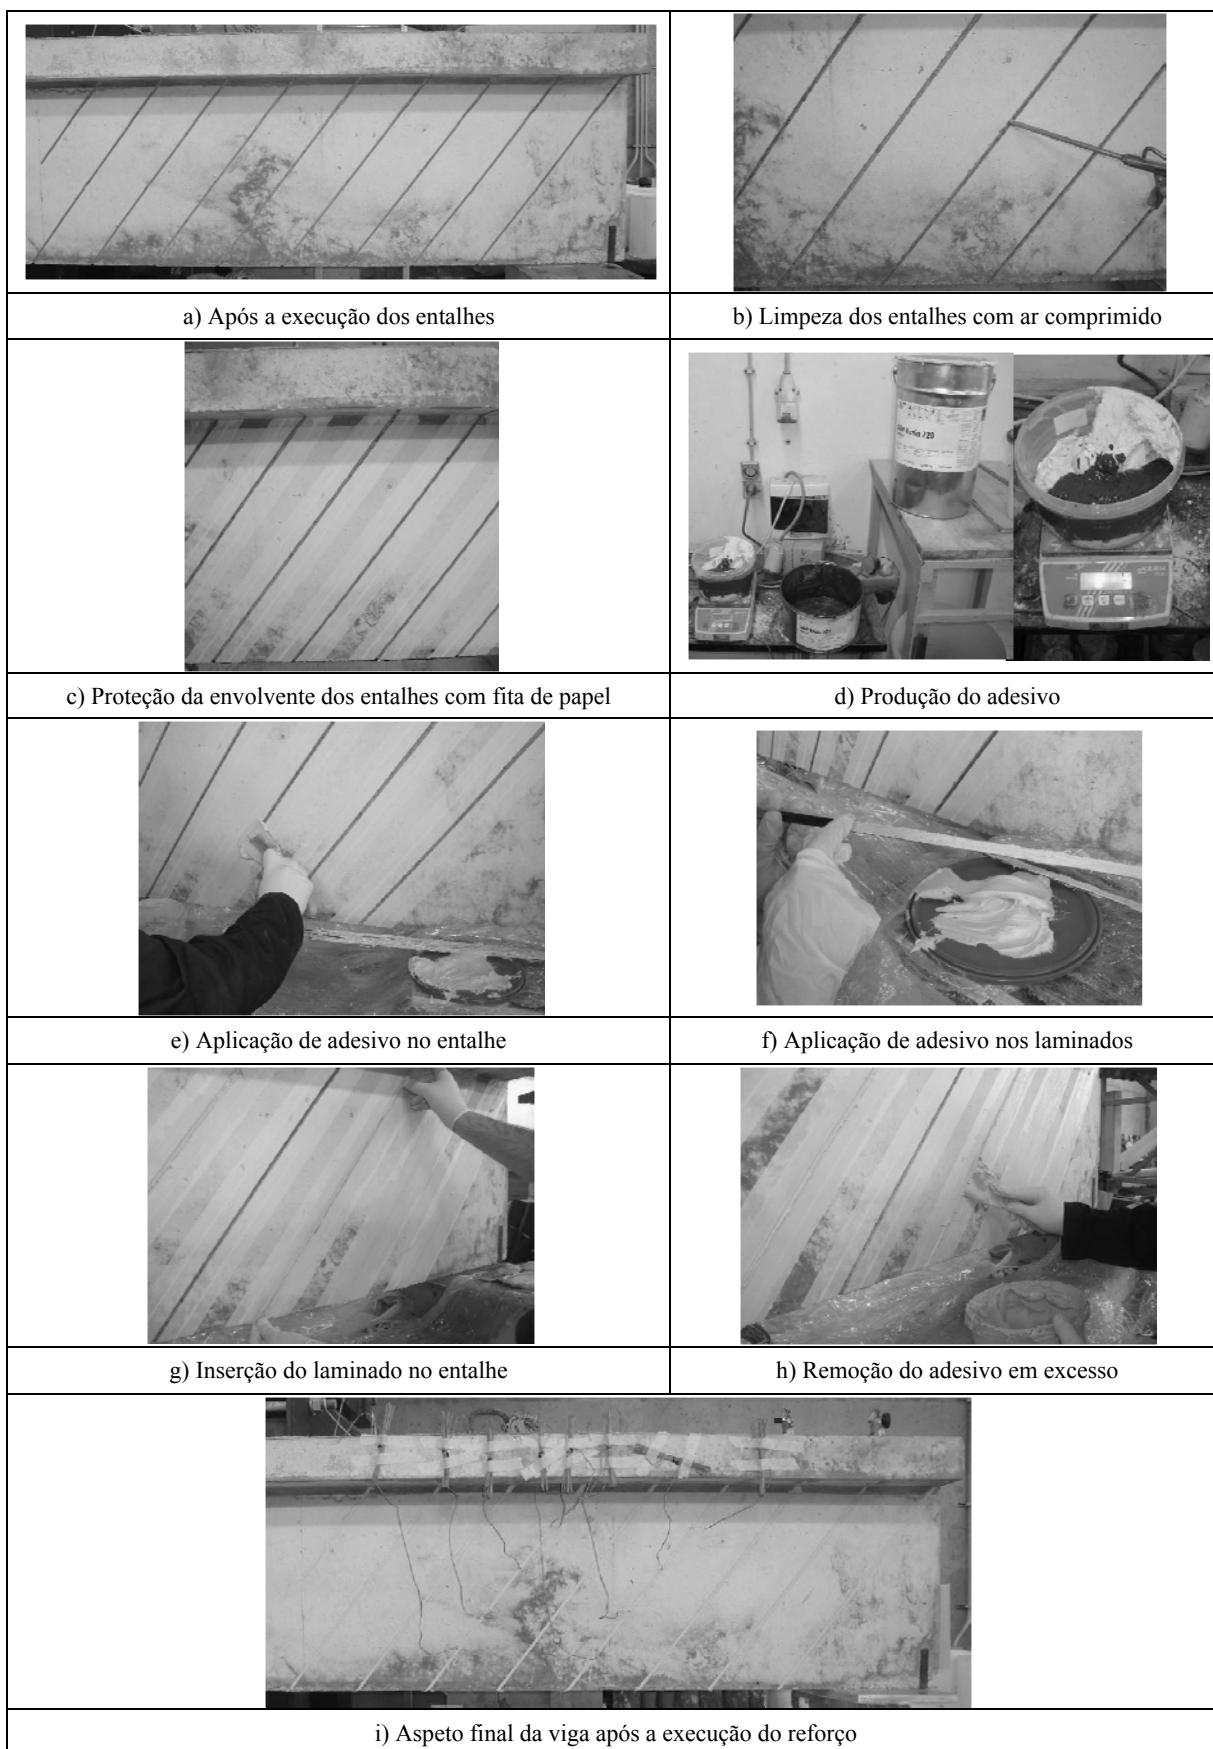 a) Após a execução dos entalhes
b) Limpeza dos entalhes com ar comprimido
c) Proteção da envolvente dos entalhes com fita de papel
d) Produção do adesivo
e) Aplicação de adesivo no entalhe
f) Aplicação de adesivo nos laminados
g) Inserção do laminado no entalhe
h) Remoção do adesivo em excesso
i) Aspeto final da viga após a execução do reforço